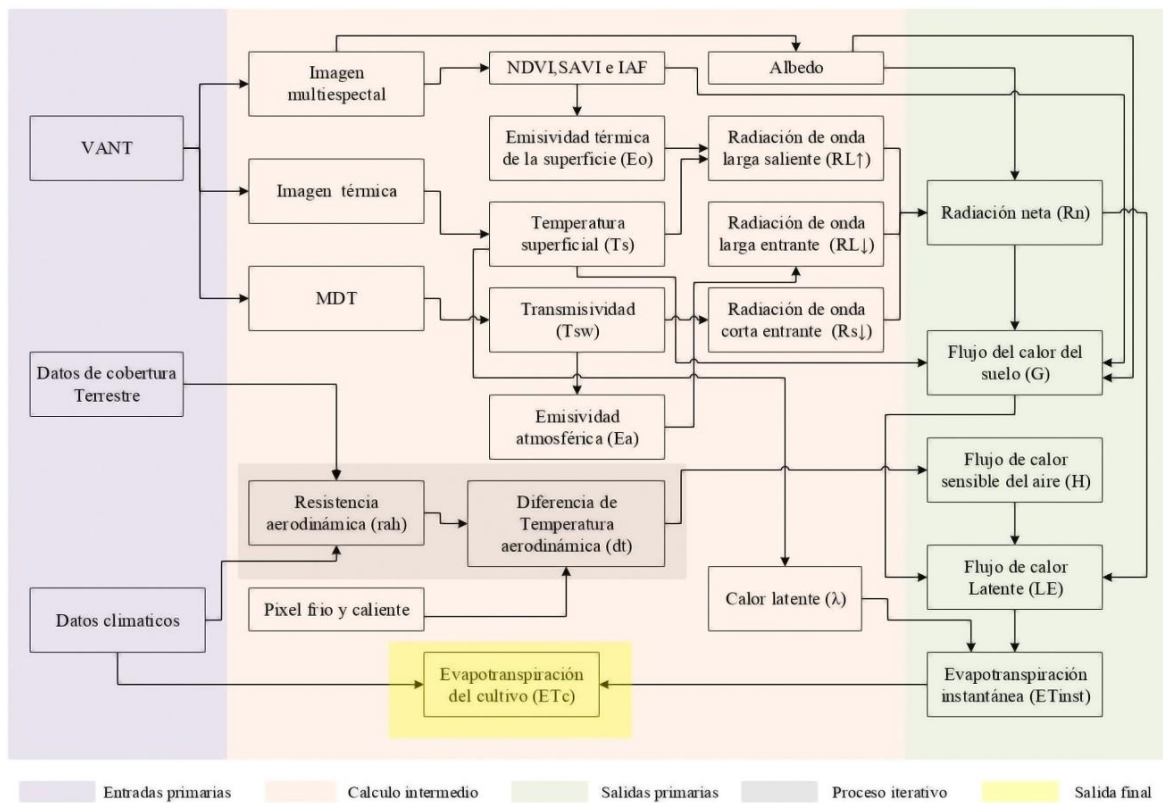 Imagen
multiespectal
NDVI,SAVI e IAF
Albedo
VANT
Emisividad térmica
de la superficie (Eo)
Radiación de onda
larga saliente (RL↑)
Imagen térmica
Temperatura
superficial (Ts)
Radiación de onda
larga entrante (RL↓)
Radiación neta (Rn)
MDT
Transmisividad
(Tsw)
Radiación de onda
corta entrante (Rs↓)
Datos de cobertura
Terrestre
Flujo del calor del
suelo (G)
Emisividad
atmosférica (Ea)
Resistencia
aerodinámica (rah)
Diferencia de
Temperatura
aerodinámica (dt)
Flujo de calor
sensible del aire (H)
Datos climaticos
Pixel frio y caliente
Calor latente (λ)
Flujo de calor
Latente (LE)
Evapotranspiración
del cultivo (ETc)
Evapotranspiración
instantánea (ETinst)
Entradas primarias
Calculo intermedio
Salidas primarias
Proceso iterativo
Salida final